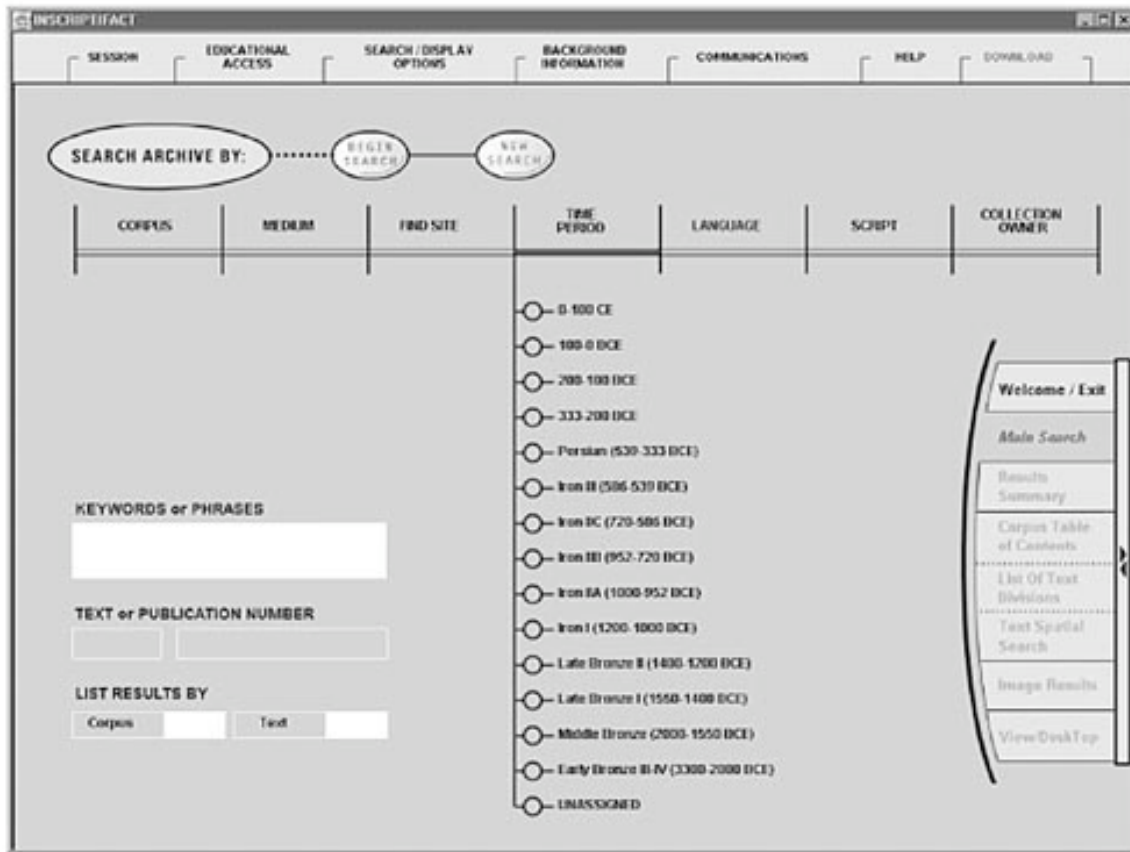 INSCRIPTIFACT
SESSION
EDUCATIONAL
ACCESS
SEARCH / DISPLAY
OPTIONS
BACKGROUND
INFORMATION
COMMUNICATIONS
HELP
DOWNLOAD
SEARCH ARCHIVE BY:
BEGIN
SEARCH
NEW
SEARCH
CORPUS
MEDIUM
FIND SITE
TIME
PERIOD
LANGUAGE
SCRIPT
COLLECTION
OWNER
0-100 CE
100-0 BCE
200-100 BCE
333-200 BCE
Persian (539-333 BCE)
Iron III (586-539 BCE)
Iron IIC (720-586 BCE)
Iron IIB (952-720 BCE)
Iron IIA (1000-952 BCE)
Iron I (1200-1000 BCE)
Late Bronze II (1400-1200 BCE)
Late Bronze I (1550-1400 BCE)
Middle Bronze (2000-1550 BCE)
Early Bronze III-IV (3300-2000 BCE)
UNASSIGNED
KEYWORDS or PHRASES
TEXT or PUBLICATION NUMBER
LIST RESULTS BY
Corpus
Text
Welcome / Exit
Main Search
Results
Summary
Corpus Table
of Contents
List Of Text
Divisions
Text Spatial
Search
Image Results
View/DeskTop